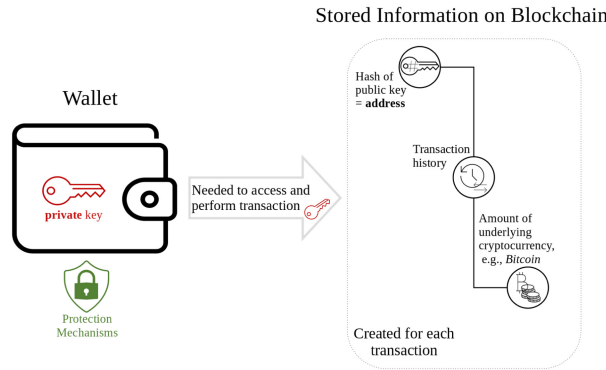 Stored Information on Blockchain
Wallet
private key
Protection
Mechanisms
Needed to access and
perform transaction
Hash of
public key
= address
Transaction
history
Amount of
underlying
cryptocurrency,
e.g., Bitcoin
Created for each
transaction